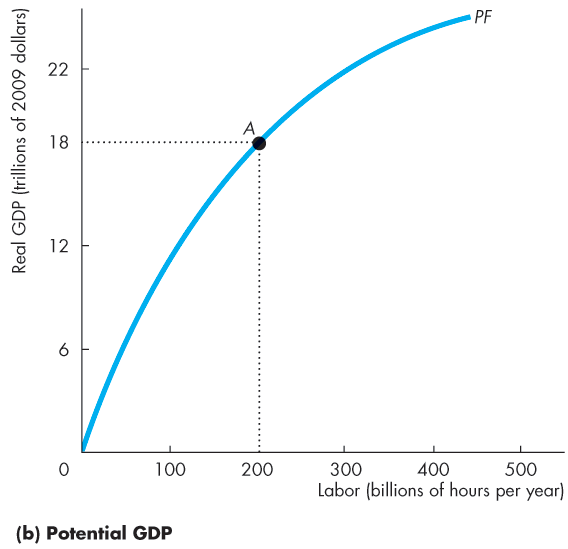 PF
Real GDP (trillions of 2009 dollars)
22
A
18
12
6
0 100 200 300 400 500
Labor (billions of hours per year)
(b) Potential GDP